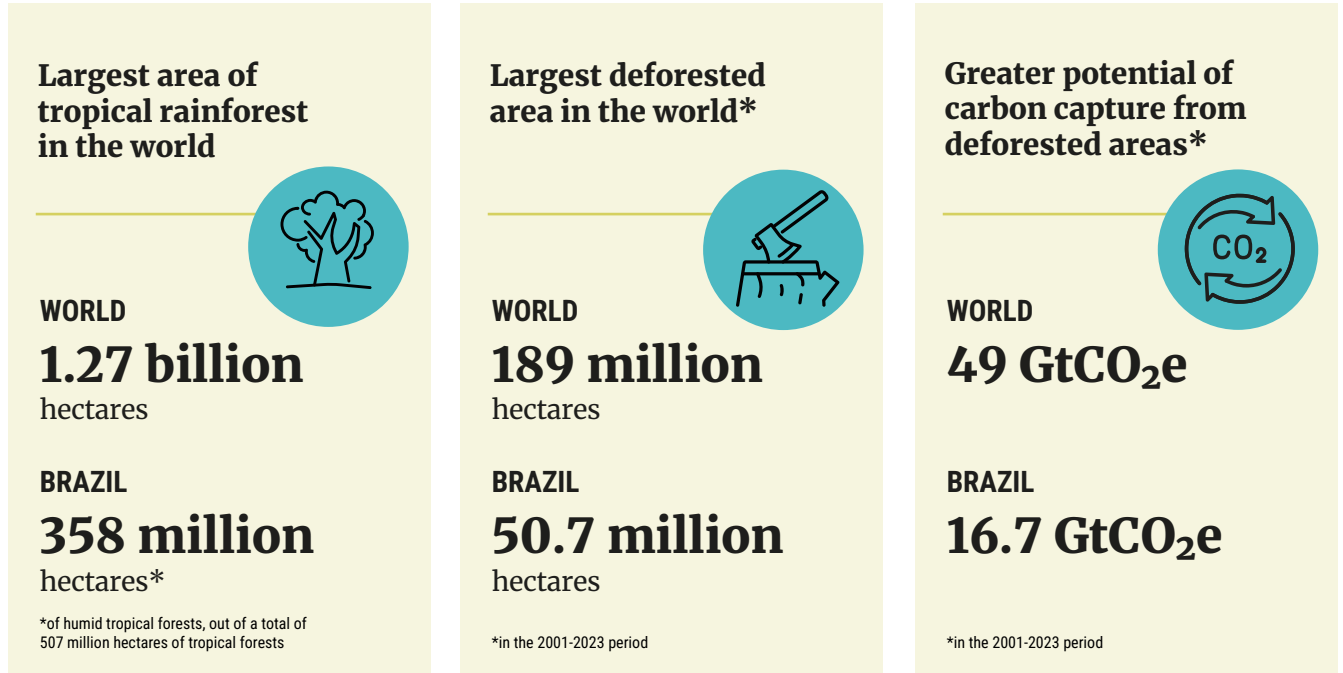 Largest area of
tropical rainforest
in the world
WORLD
1.27 billion
hectares
BRAZIL
358 million
hectares*
*of humid tropical forests, out of a total of
507 million hectares of tropical forests
Largest deforested
area in the world*
WORLD
189 million
hectares
BRAZIL
50.7 million
hectares
*in the 2001-2023 period
Greater potential of
carbon capture from
deforested areas*
CO₂
WORLD
49 GtCO₂e
BRAZIL
16.7 GtCO₂e
*in the 2001-2023 period